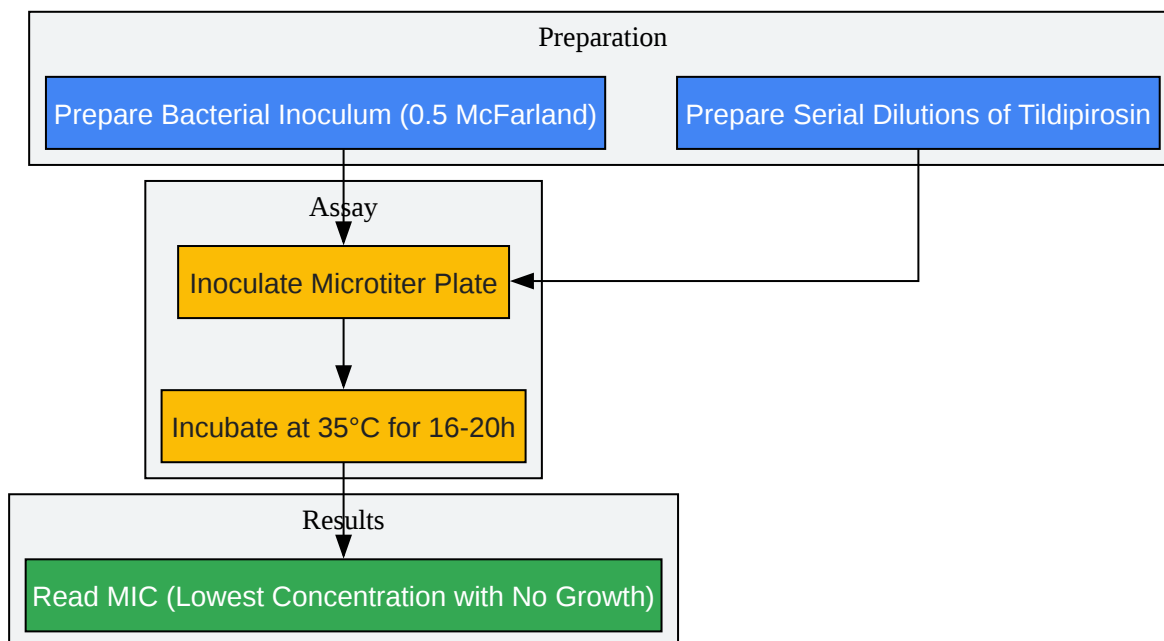 Preparation
Prepare Bacterial Inoculum (0.5 McFarland)
Prepare Serial Dilutions of Tildipirosin
Assay
Inoculate Microtiter Plate
Incubate at 35°C for 16-20h
Results
Read MIC (Lowest Concentration with No Growth)